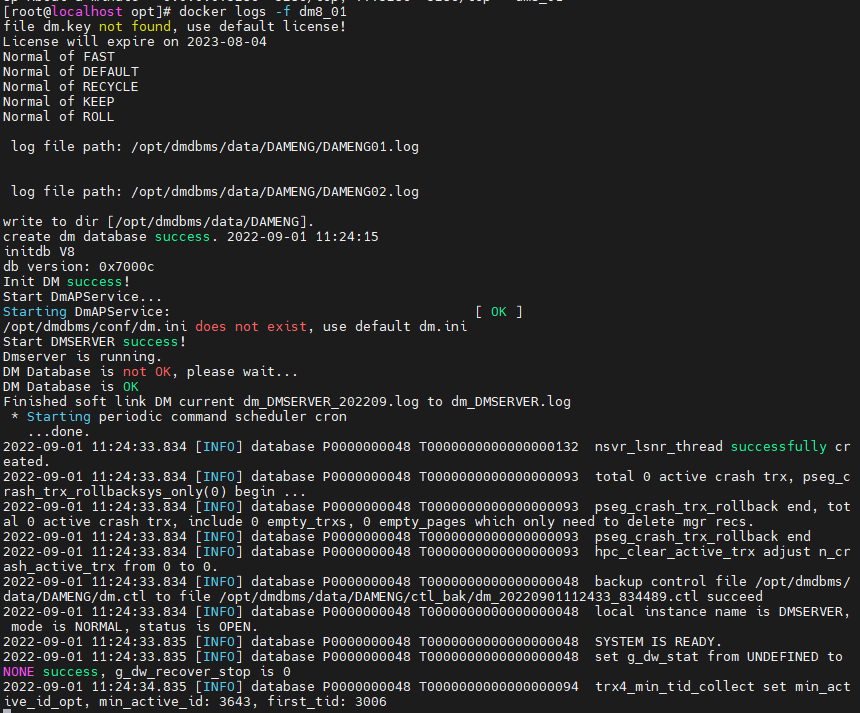 [root@localhost opt]# docker logs -f dm8_01
file dm.key not found, use default license!
License will expire on 2023-08-04
Normal of FAST
Normal of DEFAULT
Normal of RECYCLE
Normal of KEEP
Normal of ROLL
log file path: /opt/dmdbms/data/DAMENG/DAMENG01.log
log file path: /opt/dmdbms/data/DAMENG/DAMENG02.log
write to dir [/opt/dmdbms/data/DAMENG].
create dm database success. 2022-09-01 11:24:15
initdb V8
db version: 0x7000c
Init DM success!
Start DmAPService...
Starting DmAPService:                                      [ OK ]
/opt/dmdbms/conf/dm.ini does not exist, use default dm.ini
Start DMSERVER success!
Dmserver is running.
DM Database is not OK, please wait...
DM Database is OK
Finished soft link DM current dm_DMSERVER_202209.log to dm_DMSERVER.log
 * Starting periodic command scheduler cron
   ...done.
2022-09-01 11:24:33.834 [INFO] database P0000000048 T0000000000000000132  nsvr_lsnr_thread successfully cr
eated.
2022-09-01 11:24:33.834 [INFO] database P0000000048 T0000000000000000093  total 0 active crash trx, pseg_c
rash_trx_rollbacksys_only(0) begin ...
2022-09-01 11:24:33.834 [INFO] database P0000000048 T0000000000000000093  pseg_crash_trx_rollback end, tot
al 0 active crash trx, include 0 empty_trxs, 0 empty_pages which only need to delete mgr recs.
2022-09-01 11:24:33.834 [INFO] database P0000000048 T0000000000000000093  pseg_crash_trx_rollback end
2022-09-01 11:24:33.834 [INFO] database P0000000048 T0000000000000000093  hpc_clear_active_trx adjust n_cr
ash_active_trx from 0 to 0.
2022-09-01 11:24:33.834 [INFO] database P0000000048 T0000000000000000048  backup control file /opt/dmdbms/
data/DAMENG/dm.ctl to file /opt/dmdbms/data/DAMENG/ctl_bak/dm_20220901112433_834489.ctl succeed
2022-09-01 11:24:33.834 [INFO] database P0000000048 T0000000000000000048  local instance name is DMSERVER,
 mode is NORMAL, status is OPEN.
2022-09-01 11:24:33.835 [INFO] database P0000000048 T0000000000000000048  SYSTEM IS READY.
2022-09-01 11:24:33.835 [INFO] database P0000000048 T0000000000000000048  set g_dw_stat from UNDEFINED to
NONE success, g_dw_recover_stop is 0
2022-09-01 11:24:34.835 [INFO] database P0000000048 T0000000000000000094  trx4_min_tid_collect set min_act
ive_id_opt, min_active_id: 3643, first_tid: 3006